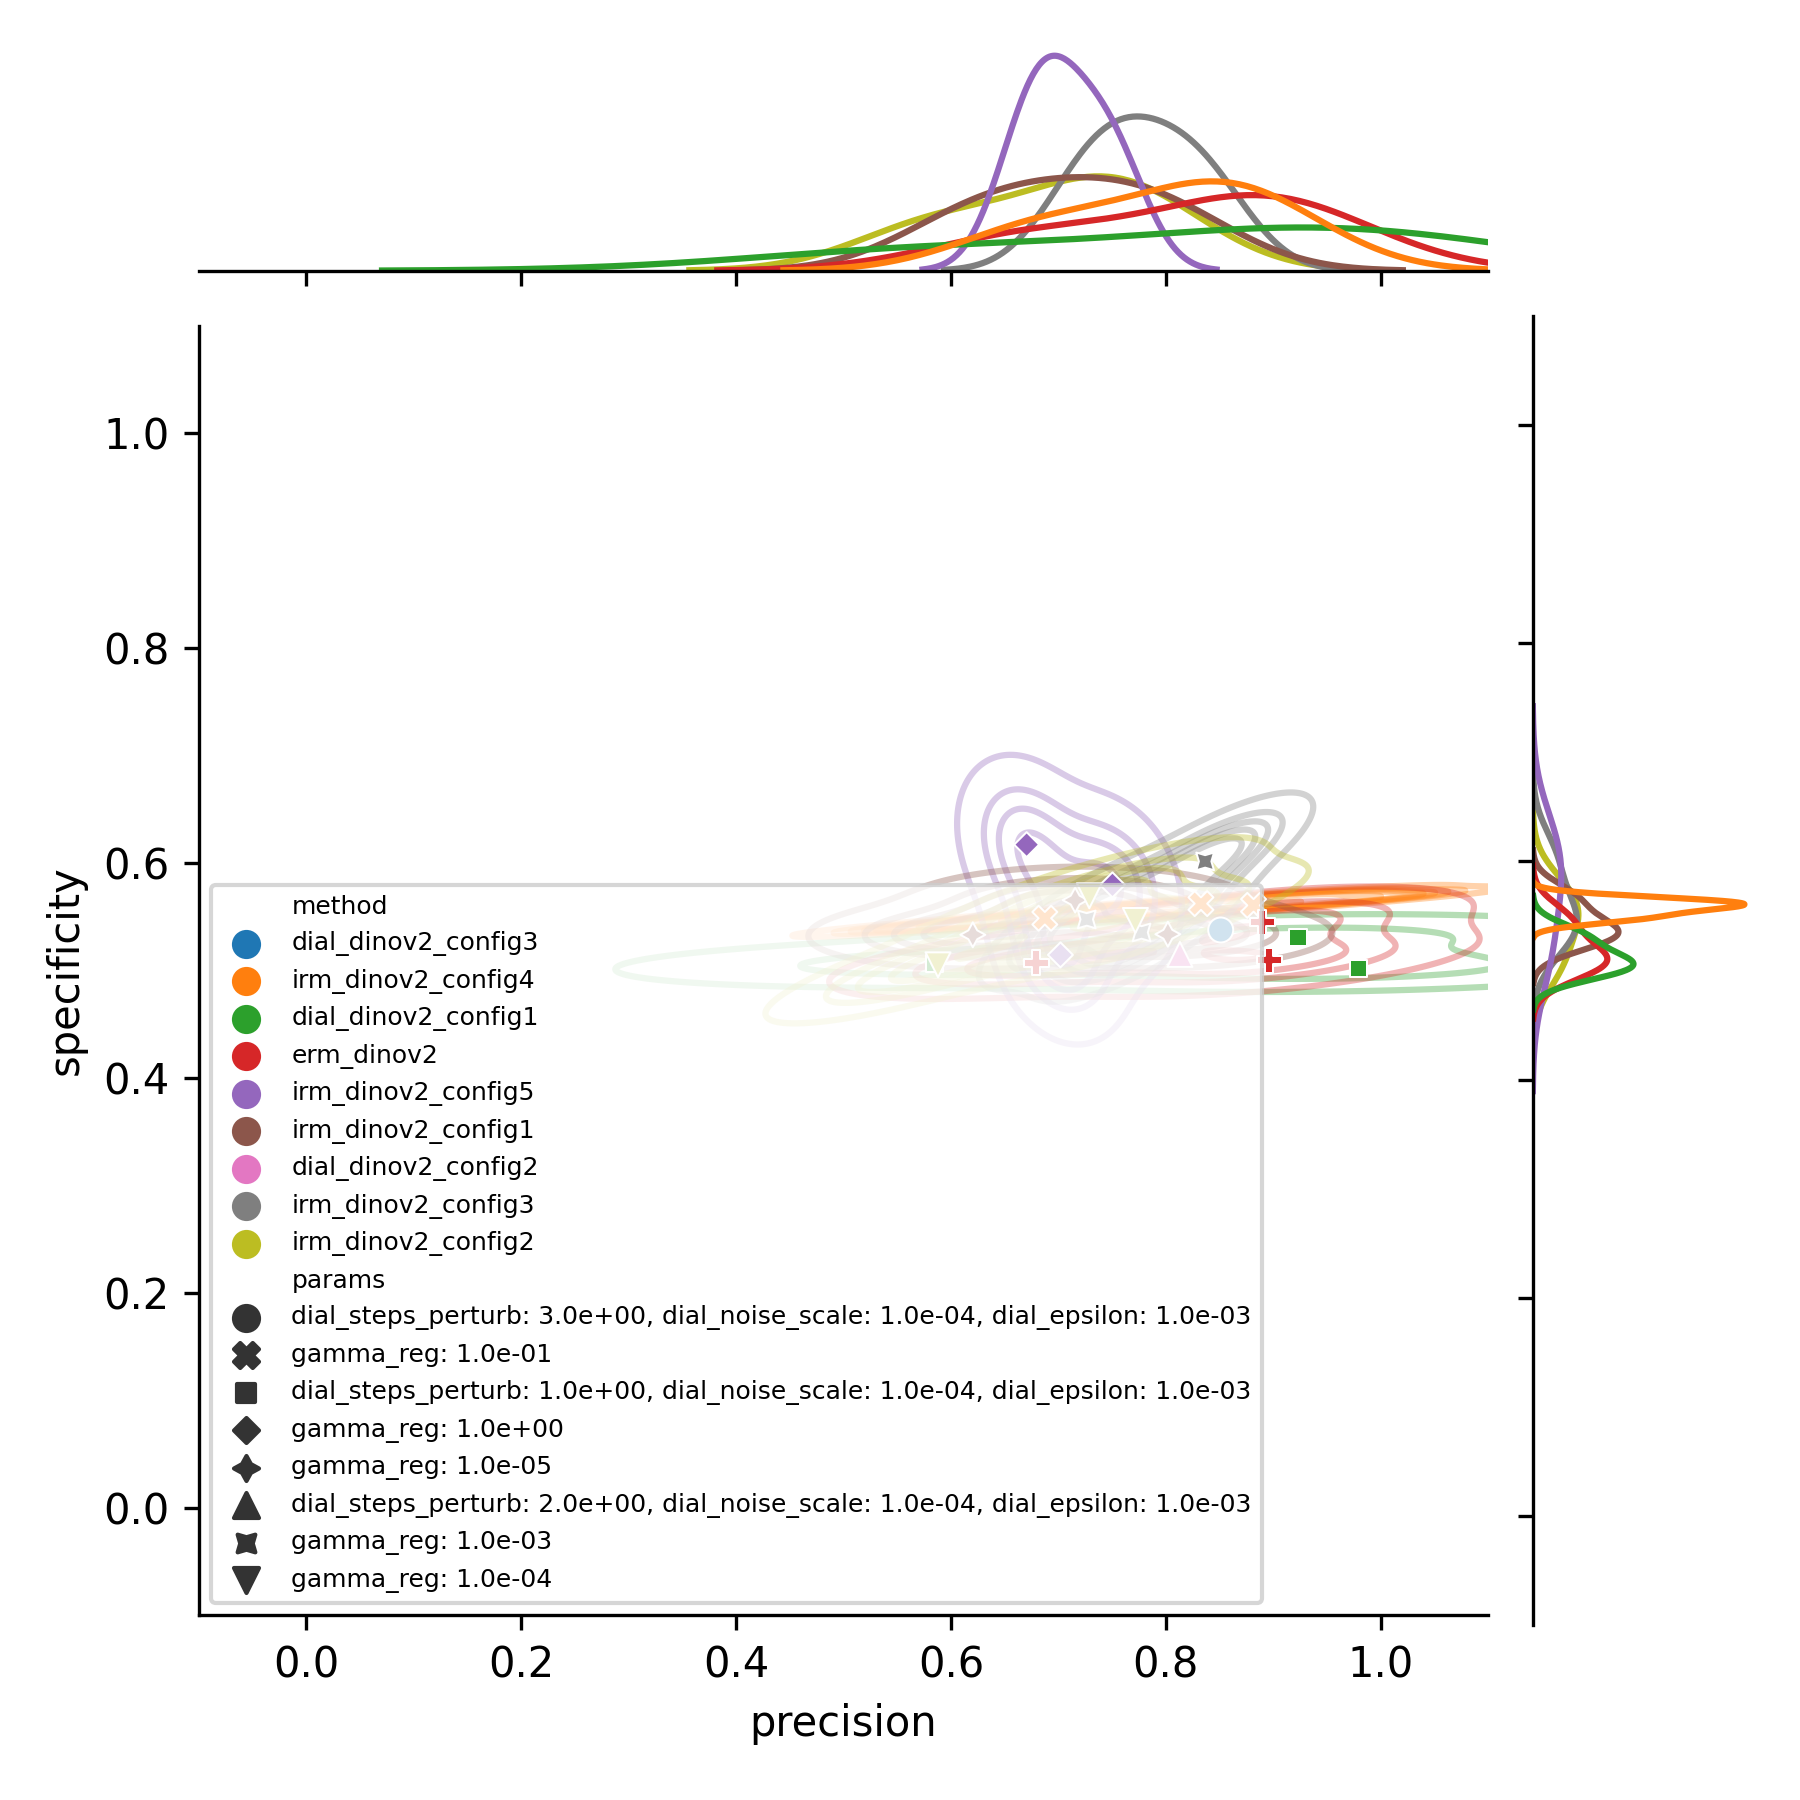 1.0
0.8
0.6
0.4
0.2
0.0
specificity
method
dial_dinov2_config3
irm_dinov2_config4
dial_dinov2_config1
erm_dinov2
irm_dinov2_config5
irm_dinov2_config1
dial_dinov2_config2
irm_dinov2_config3
irm_dinov2_config2
params
dial_steps_perturb: 3.0e+00, dial_noise_scale: 1.0e-04, dial_epsilon: 1.0e-03
gamma_reg: 1.0e-01
dial_steps_perturb: 1.0e+00, dial_noise_scale: 1.0e-04, dial_epsilon: 1.0e-03
gamma_reg: 1.0e+00
gamma_reg: 1.0e-05
dial_steps_perturb: 2.0e+00, dial_noise_scale: 1.0e-04, dial_epsilon: 1.0e-03
gamma_reg: 1.0e-03
gamma_reg: 1.0e-04
0.0 0.2 0.4 0.6 0.8 1.0
precision